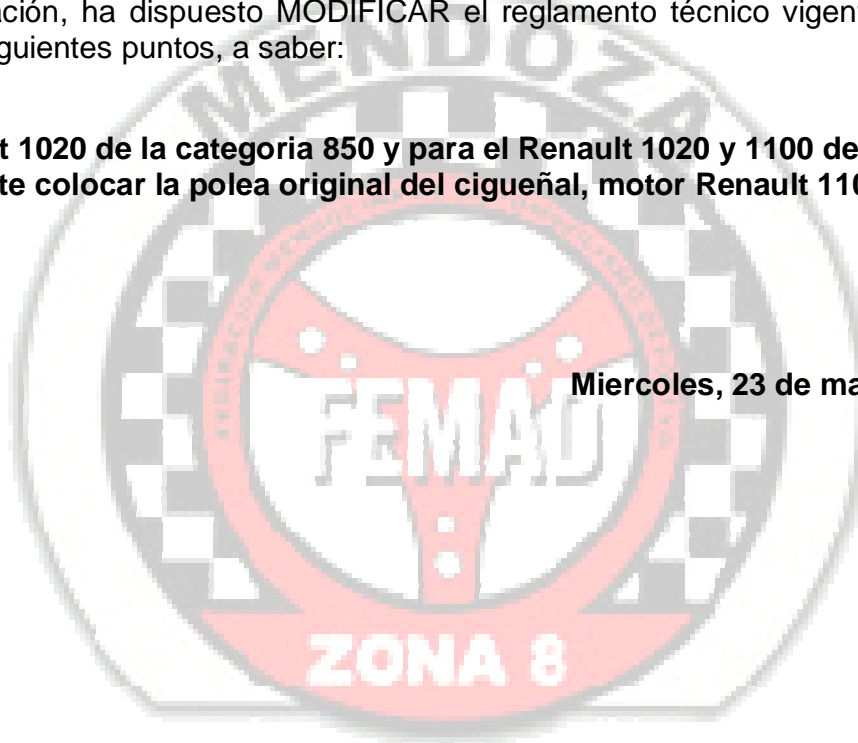 ación, ha dispuesto MODIFICAR el reglamento técnico vigent
guientes puntos, a saber:
MENDOZA
t 1020 de la categoria 850 y para el Renault 1020 y 1100 de
te colocar la polea original del cigueñal, motor Renault 110
Miercoles, 23 de ma
FEMAD
ZONA 8